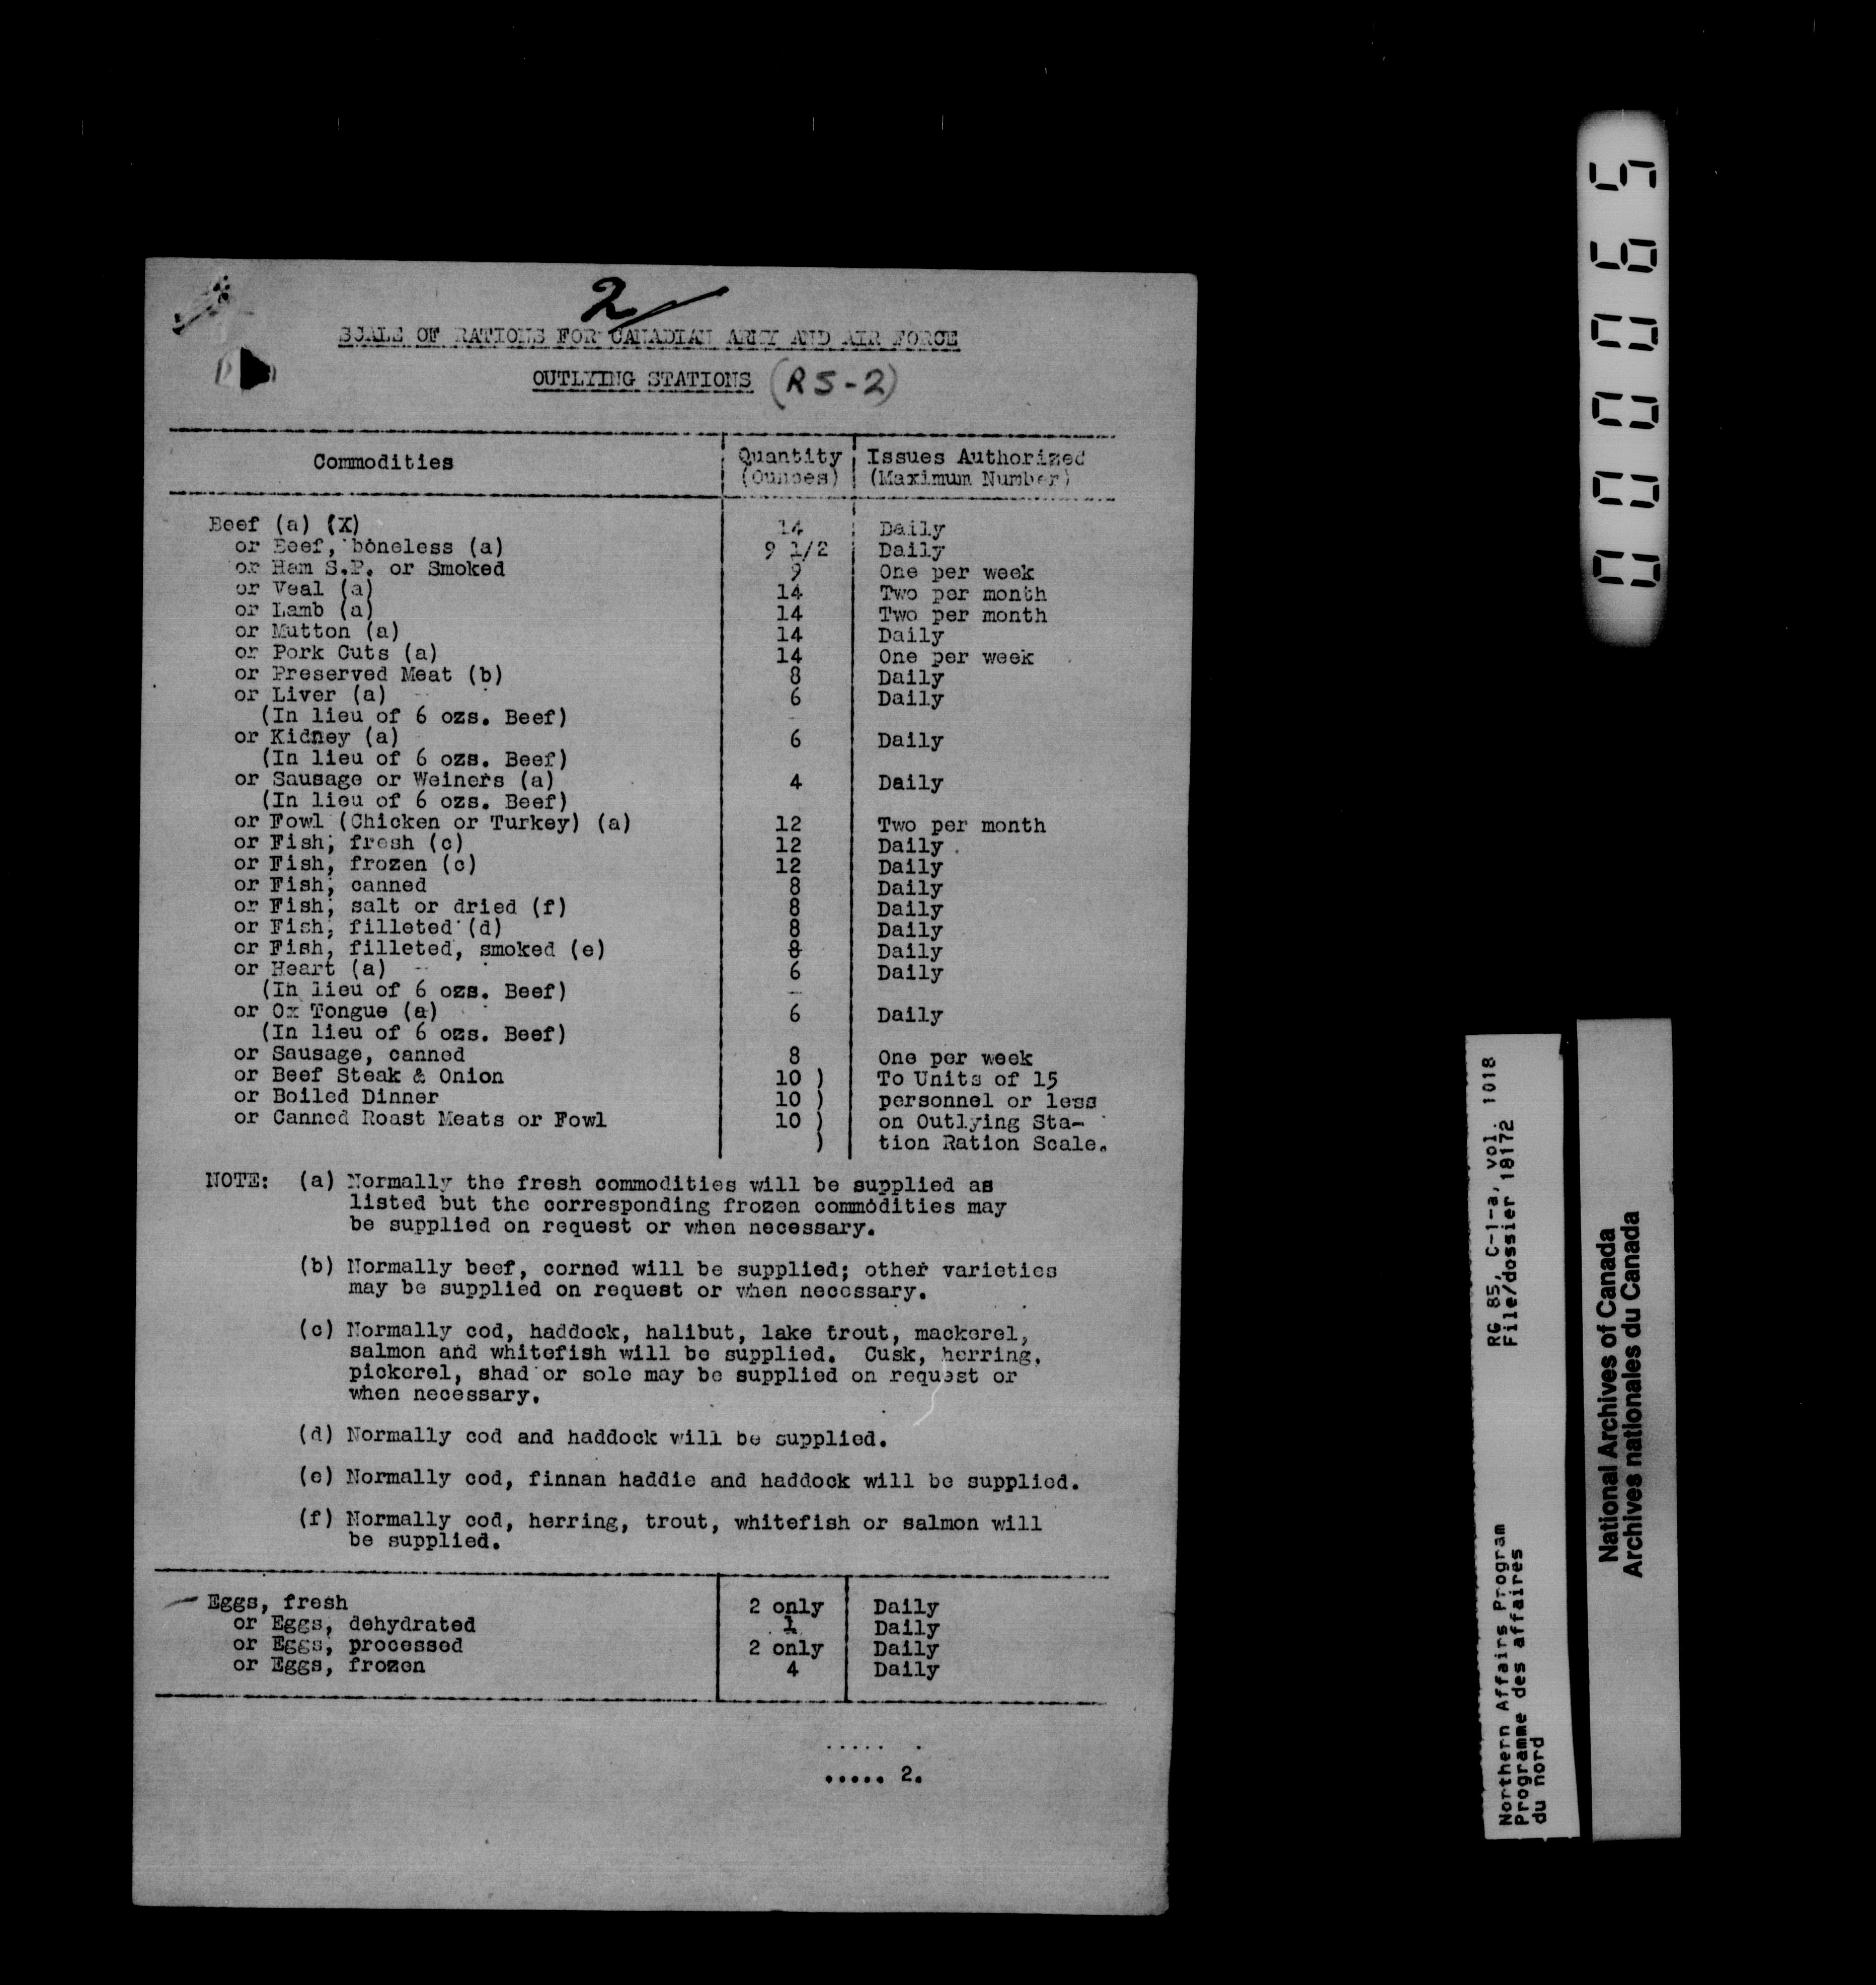 2
SCALE OF RATIONS FOR CANADIAN ARMY AND AIR FORCE
OUTLYING STATIONS (RS-2)
Commodities Quantity (Ounces) Issues Authorized (Maximum Number)
Beef (a) (X) 14 Daily
or Beef, boneless (a) 9 1/2 Daily
or Ham S.P. or Smoked 9 One per week
or Veal (a) 14 Two per month
or Lamb (a) 14 Two per month
or Mutton (a) 14 Daily
or Pork Cuts (a) 14 One per week
or Preserved Meat (b) 8 Daily
or Liver (a) 6 Daily
(In lieu of 6 ozs. Beef)
or Kidney (a) 6 Daily
(In lieu of 6 ozs. Beef)
or Sausage or Weiners (a) 4 Daily
(In lieu of 6 ozs. Beef)
or Fowl (Chicken or Turkey) (a) 12 Two per month
or Fish, fresh (c) 12 Daily
or Fish, frozen (c) 12 Daily
or Fish, canned 8 Daily
or Fish, salt or dried (f) 8 Daily
or Fish, filleted (d) 8 Daily
or Fish, filleted, smoked (e) 8 Daily
or Heart (a) 6 Daily
(In lieu of 6 ozs. Beef)
or Ox Tongue (a) 6 Daily
(In lieu of 6 ozs. Beef)
or Sausage, canned 8 One per week
or Beef Steak & Onion 10 ) To Units of 15
or Boiled Dinner 10 ) personnel or less
or Canned Roast Meats or Fowl 10 ) on Outlying Sta-
) tion Ration Scale.
NOTE: (a) Normally the fresh commodities will be supplied as
listed but the corresponding frozen commodities may
be supplied on request or when necessary.
(b) Normally beef, corned will be supplied; other varieties
may be supplied on request or when necessary.
(c) Normally cod, haddock, halibut, lake trout, mackerel,
salmon and whitefish will be supplied. Cusk, herring,
pickerel, shad or sole may be supplied on request or
when necessary.
(d) Normally cod and haddock will be supplied.
(e) Normally cod, finnan haddie and haddock will be supplied.
(f) Normally cod, herring, trout, whitefish or salmon will
be supplied.
Eggs, fresh 2 only Daily
or Eggs, dehydrated 1 Daily
or Eggs, processed 2 only Daily
or Eggs, frozen 4 Daily
..... .
..... 2.
000065
RG 85, C-1-a, vol. 1018
File/dossier 18172
Northern Affairs Program
Programme des affaires
du nord
National Archives of Canada
Archives nationales du Canada